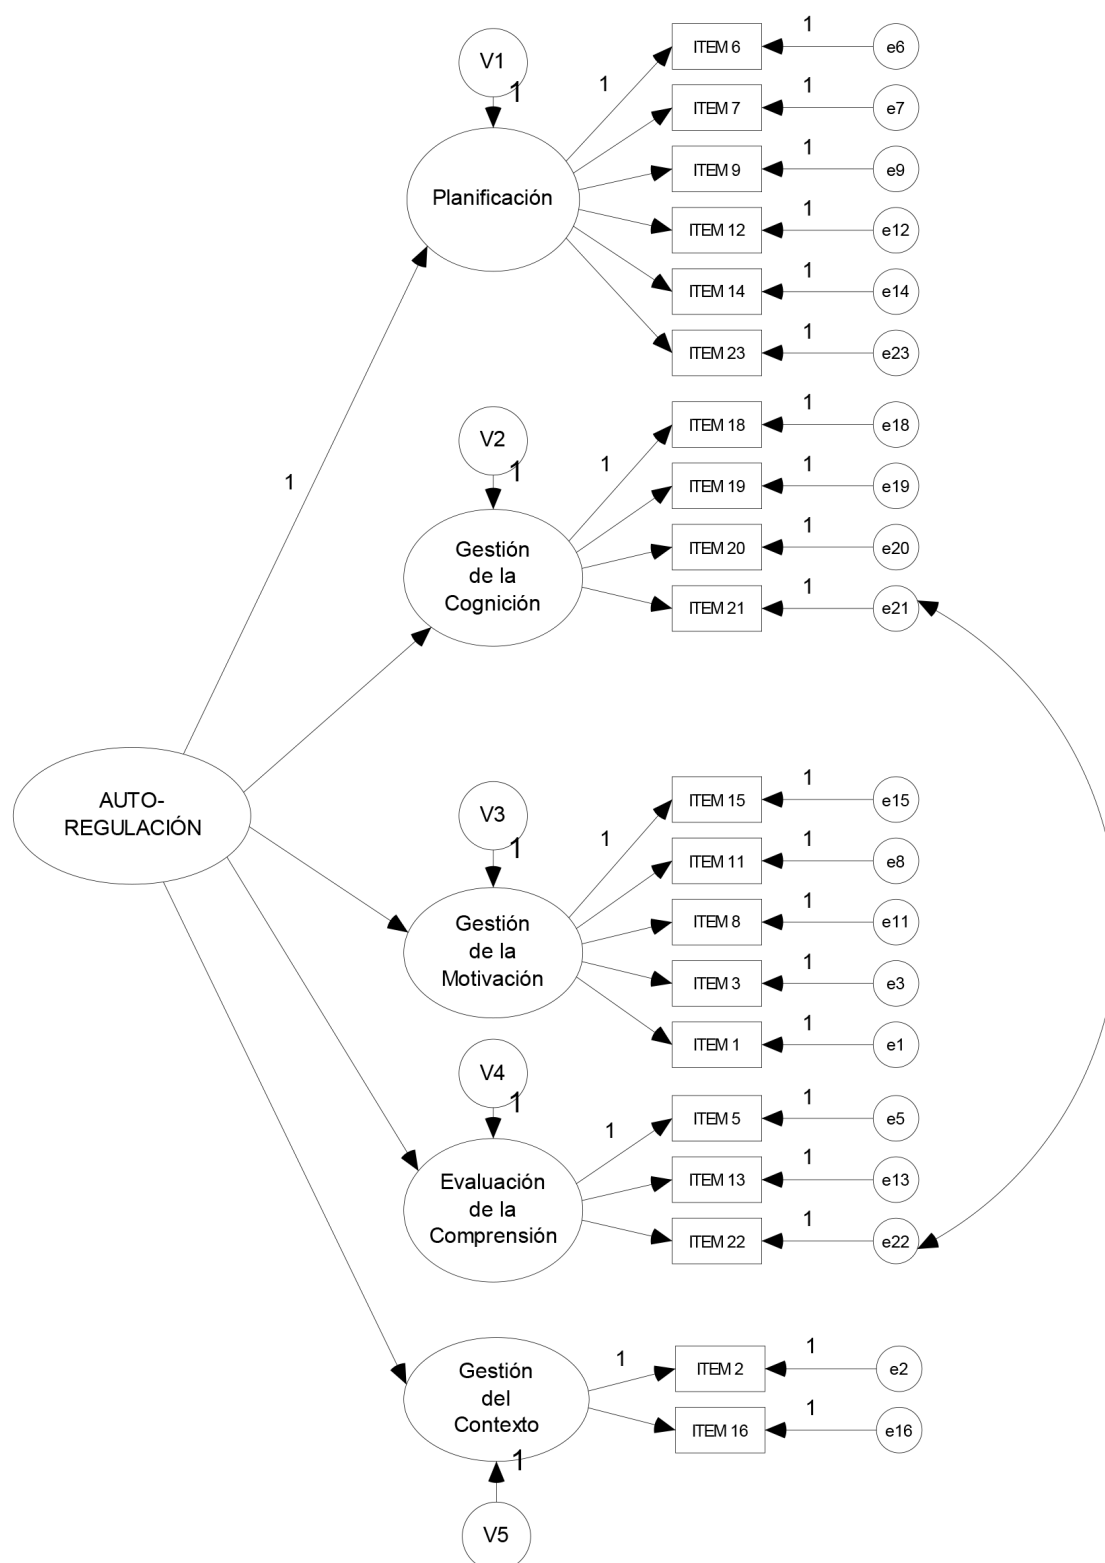 V1
1
Planificación
1
ITEM 6
1
e6
ITEM 7
1
e7
ITEM 9
1
e9
ITEM 12
1
e12
ITEM 14
1
e14
ITEM 23
1
e23
V2
1
Gestión
de la
Cognición
1
ITEM 18
1
e18
ITEM 19
1
e19
ITEM 20
1
e20
ITEM 21
1
e21
1
AUTO-
REGULACIÓN
V3
1
Gestión
de la
Motivación
1
ITEM 15
1
e15
ITEM 11
1
e8
ITEM 8
1
e11
ITEM 3
1
e3
ITEM 1
1
e1
V4
1
Evaluación
de la
Comprensión
1
ITEM 5
1
e5
ITEM 13
1
e13
ITEM 22
1
e22
Gestión
del
Contexto
1
ITEM 2
1
e2
ITEM 16
1
e16
1
V5